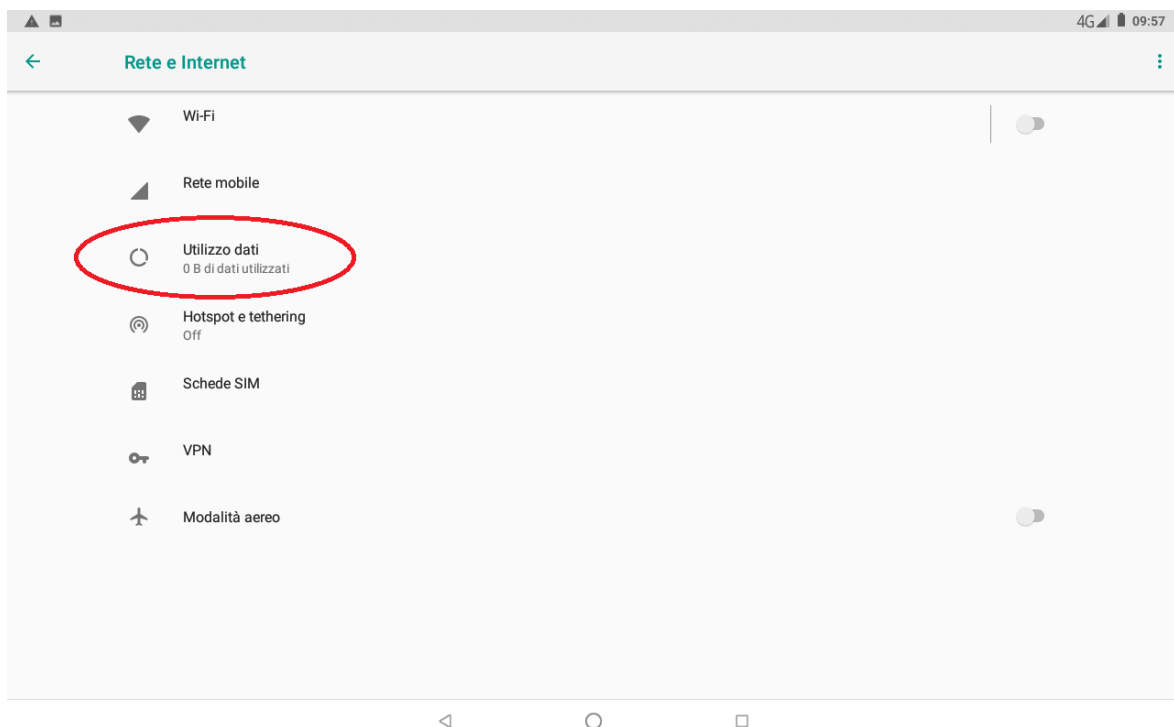 4G 09:57
Rete e Internet
Wi-Fi
Rete mobile
Utilizzo dati
0 B di dati utilizzati
Hotspot e tethering
Off
Schede SIM
VPN
Modalità aereo